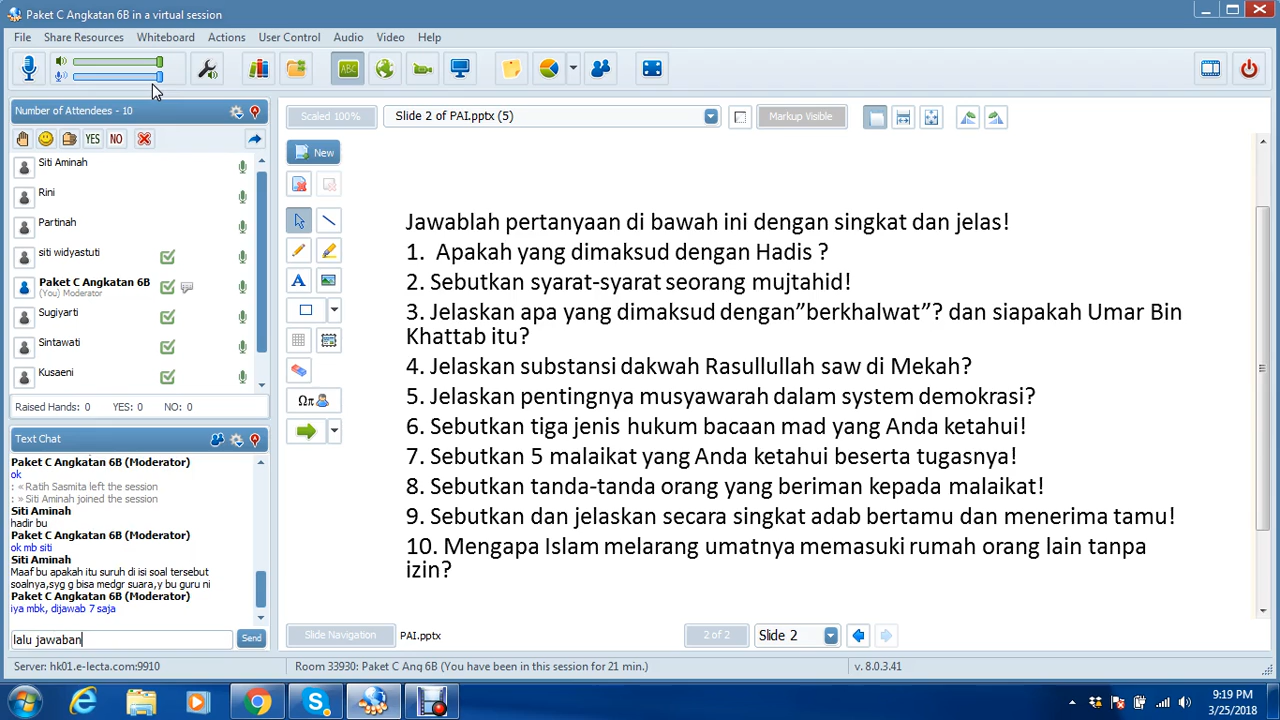 Paket C Angkatan 6B in a virtual session
File Share Resources Whiteboard Actions User Control Audio Video Help
ABC
Number of Attendees - 10
YES NO
Siti Aminah
Rini
Partinah
siti widyastuti
Paket C Angkatan 6B
(You) Moderator
Sugiyarti
Sintawati
Kusaeni
Raised Hands: 0 YES: 0 NO: 0
Text Chat
Paket C Angkatan 6B (Moderator)
ok
: « Ratih Sasmita left the session
: » Siti Aminah joined the session
Siti Aminah
hadir bu
Paket C Angkatan 6B (Moderator)
ok mb siti
Siti Aminah
Maaf bu apakah itu suruh di isi soal tersebut
soalnya,syg g bisa medgr suara,y bu guru ni
Paket C Angkatan 6B (Moderator)
iya mbk, dijawab 7 saja
lalu jawaban
Send
Scaled 100% Slide 2 of PAI.pptx (5) Markup Visible
New
A
Ωπ
Jawablah pertanyaan di bawah ini dengan singkat dan jelas!
1. Apakah yang dimaksud dengan Hadis ?
2. Sebutkan syarat-syarat seorang mujtahid!
3. Jelaskan apa yang dimaksud dengan”berkhalwat”? dan siapakah Umar Bin
Khattab itu?
4. Jelaskan substansi dakwah Rasullullah saw di Mekah?
5. Jelaskan pentingnya musyawarah dalam system demokrasi?
6. Sebutkan tiga jenis hukum bacaan mad yang Anda ketahui!
7. Sebutkan 5 malaikat yang Anda ketahui beserta tugasnya!
8. Sebutkan tanda-tanda orang yang beriman kepada malaikat!
9. Sebutkan dan jelaskan secara singkat adab bertamu dan menerima tamu!
10. Mengapa Islam melarang umatnya memasuki rumah orang lain tanpa
izin?
Slide Navigation PAI.pptx 2 of 2 Slide 2
Server: hk01.e-lecta.com:9910 Room 33930: Paket C Ang 6B (You have been in this session for 21 min.) v. 8.0.3.41
9:19 PM
3/25/2018